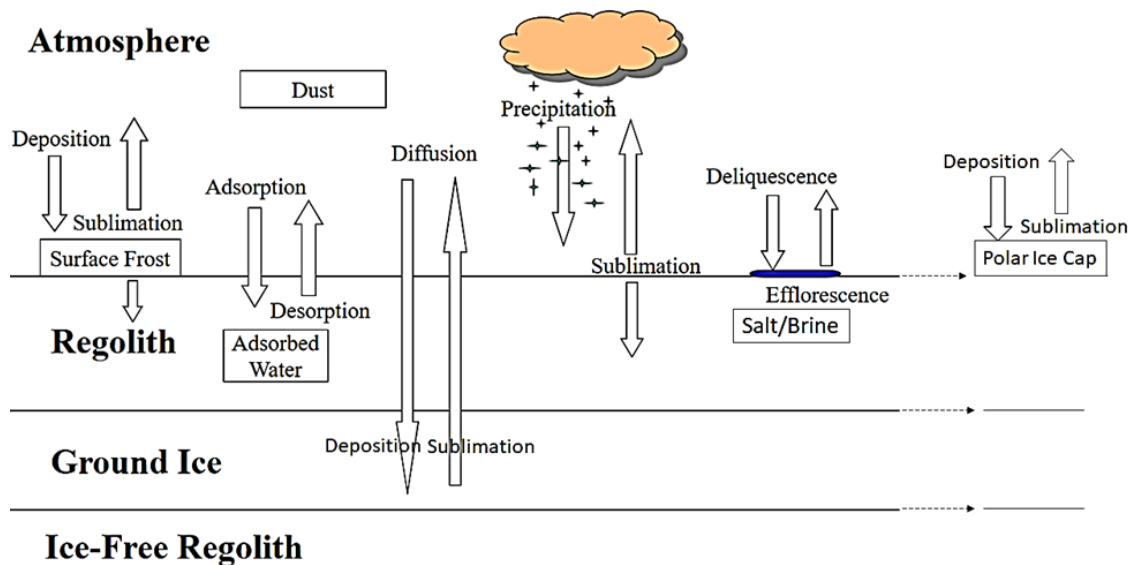 Atmosphere
Dust
Precipitation
Deposition
Diffusion
Deposition
Adsorption
Deliquescence
Sublimation
Sublimation
Surface Frost
Sublimation
Polar Ice Cap
Desorption
Efflorescence
Regolith
Adsorbed
Water
Salt/Brine
Deposition Sublimation
Ground Ice
Ice-Free Regolith